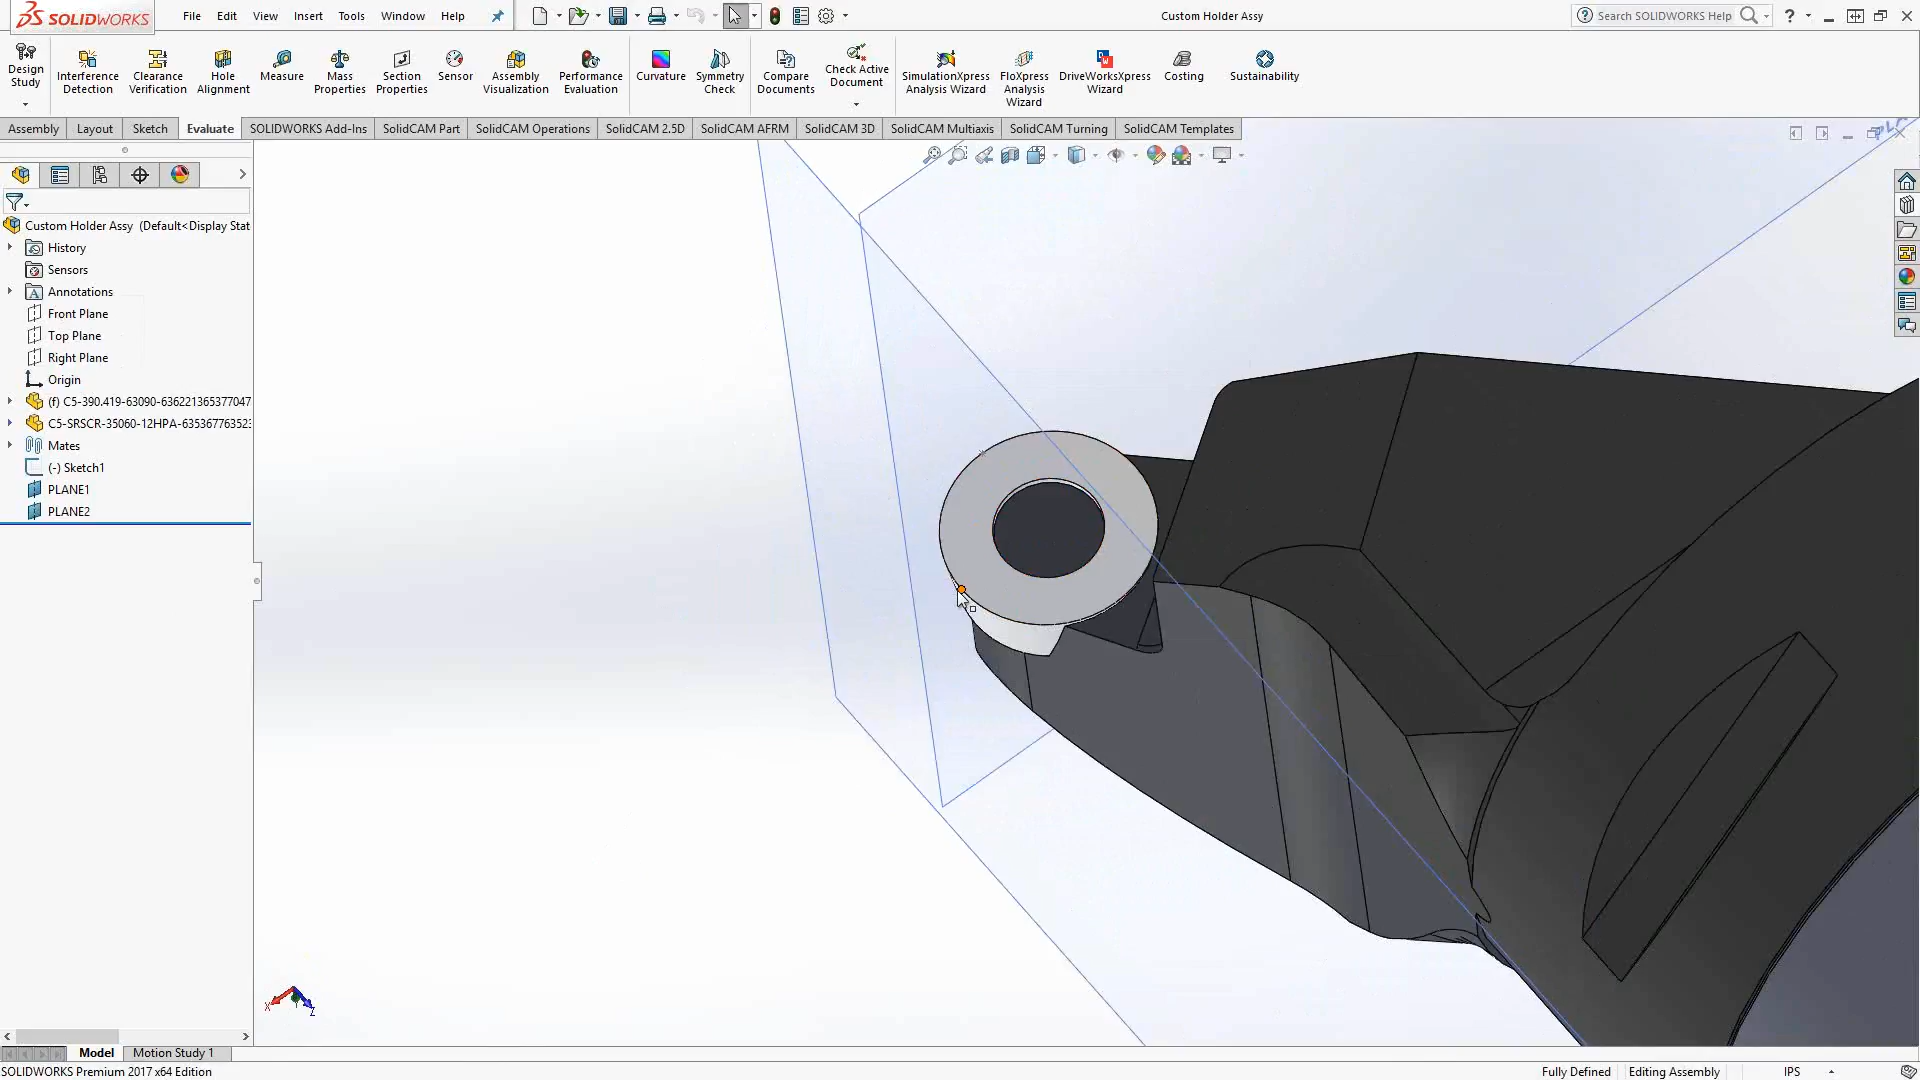 SOLIDWORKS File Edit View Insert Tools Window Help Custom Holder Assy Search SOLIDWORKS Help
Design Study
Interference Detection
Clearance Verification
Hole Alignment
Measure
Mass Properties
Section Properties
Sensor
Assembly Visualization
Performance Evaluation
Curvature
Symmetry Check
Compare Documents
Check Active Document
SimulationXpress Analysis Wizard
FloXpress Analysis Wizard
DriveWorksXpress Wizard
Costing
Sustainability
Assembly Layout Sketch Evaluate SOLIDWORKS Add-Ins SolidCAM Part SolidCAM Operations SolidCAM 2.5D SolidCAM AFRM SolidCAM 3D SolidCAM Multiaxis SolidCAM Turning SolidCAM Templates
Custom Holder Assy (Default<Display Stat
History
Sensors
Annotations
Front Plane
Top Plane
Right Plane
Origin
(f) C5-390.419-63090-636221365377047
C5-SRSCR-35060-12HPA-635367763523
Mates
(-) Sketch1
PLANE1
PLANE2
X Z
Model Motion Study 1
SOLIDWORKS Premium 2017 x64 Edition Fully Defined Editing Assembly IPS